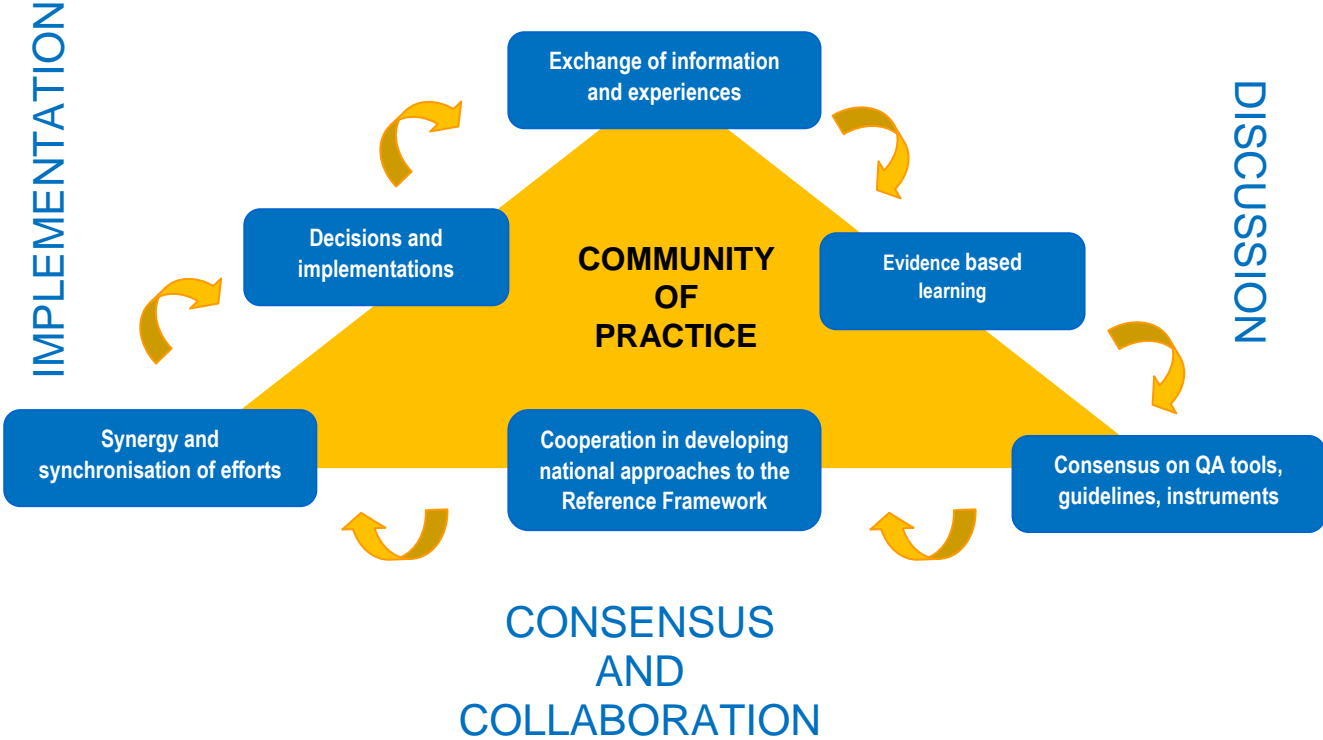 IMPLEMENTATION
Exchange of information
and experiences
DISCUSSION
Decisions and
implementations
COMMUNITY
OF
PRACTICE
Evidence based
learning
Synergy and
synchronisation of efforts
Cooperation in developing
national approaches to the
Reference Framework
Consensus on QA tools,
guidelines, instruments
CONSENSUS
AND
COLLABORATION